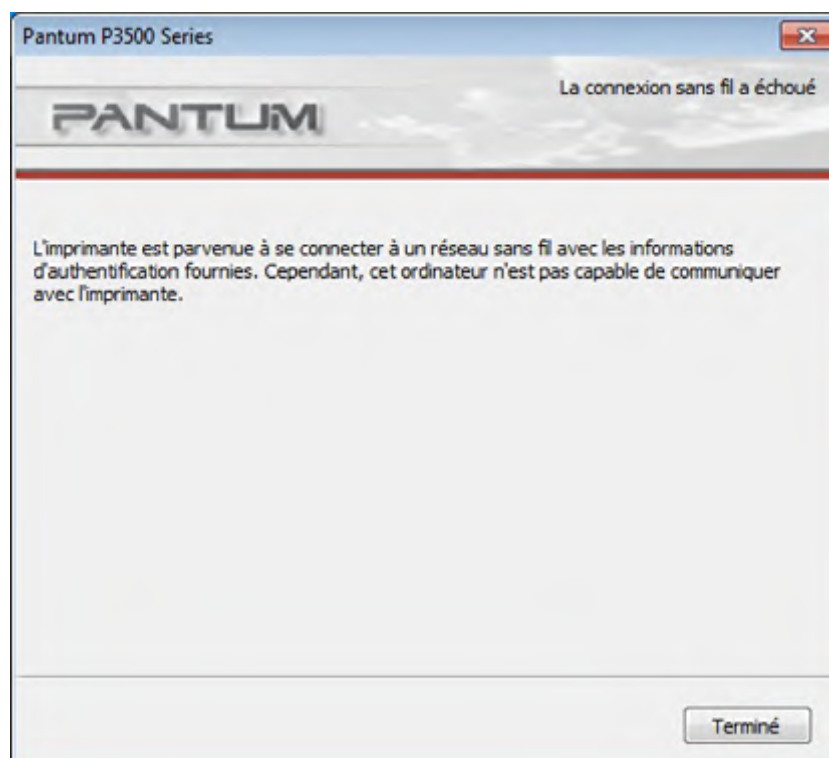 Pantum P3500 Series
La connexion sans fil a échoué
PANTUM
L'imprimante est parvenue à se connecter à un réseau sans fil avec les informations
d'authentification fournies. Cependant, cet ordinateur n'est pas capable de communiquer
avec l'imprimante.
Terminé